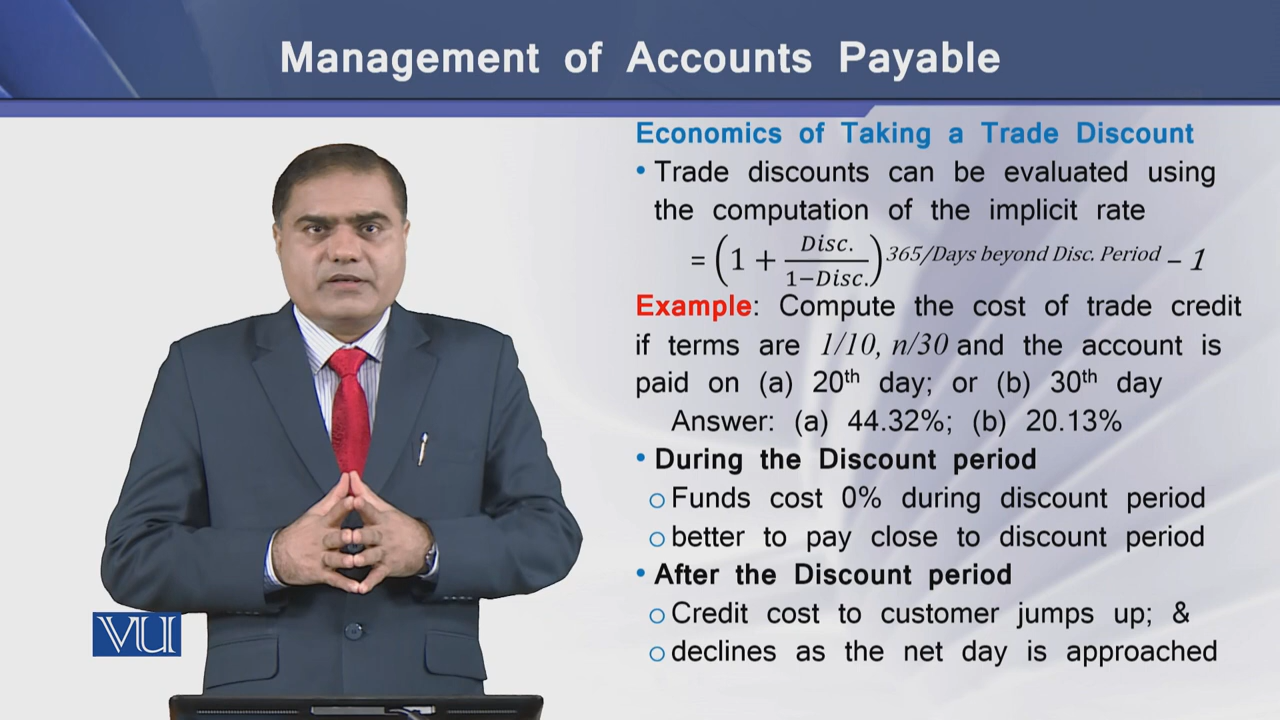 Management of Accounts Payable
Economics of Taking a Trade Discount
• Trade discounts can be evaluated using
the computation of the implicit rate
= (1 + Disc./1−Disc.)^365/Days beyond Disc. Period − 1
Example: Compute the cost of trade credit
if terms are 1/10, n/30 and the account is
paid on (a) 20th day; or (b) 30th day
Answer: (a) 44.32%; (b) 20.13%
• During the Discount period
o Funds cost 0% during discount period
o better to pay close to discount period
• After the Discount period
o Credit cost to customer jumps up; &
o declines as the net day is approached
VU